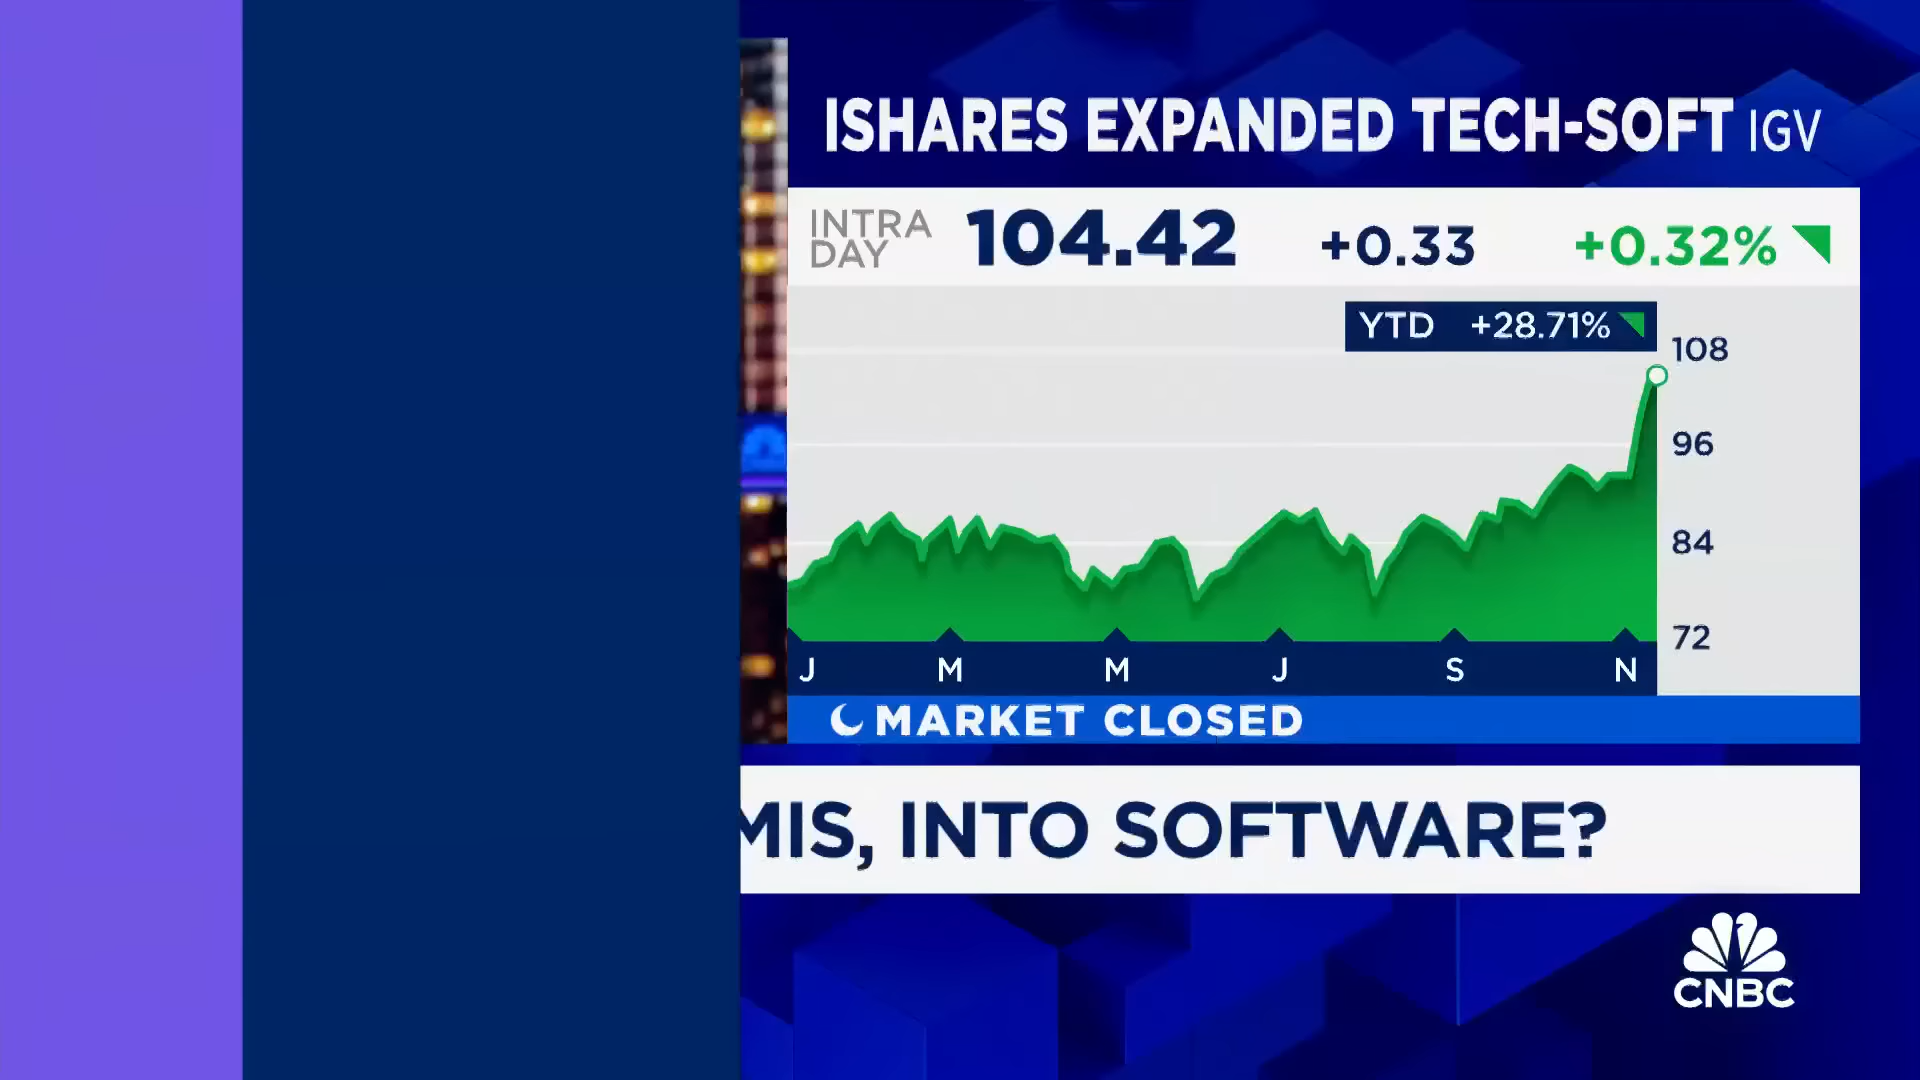 ISHARES EXPANDED TECH-SOFT IGV
INTRA DAY 104.42 +0.33 +0.32%
YTD +28.71%
108
96
84
72
J M M J S N
MARKET CLOSED
MIS, INTO SOFTWARE?
CNBC